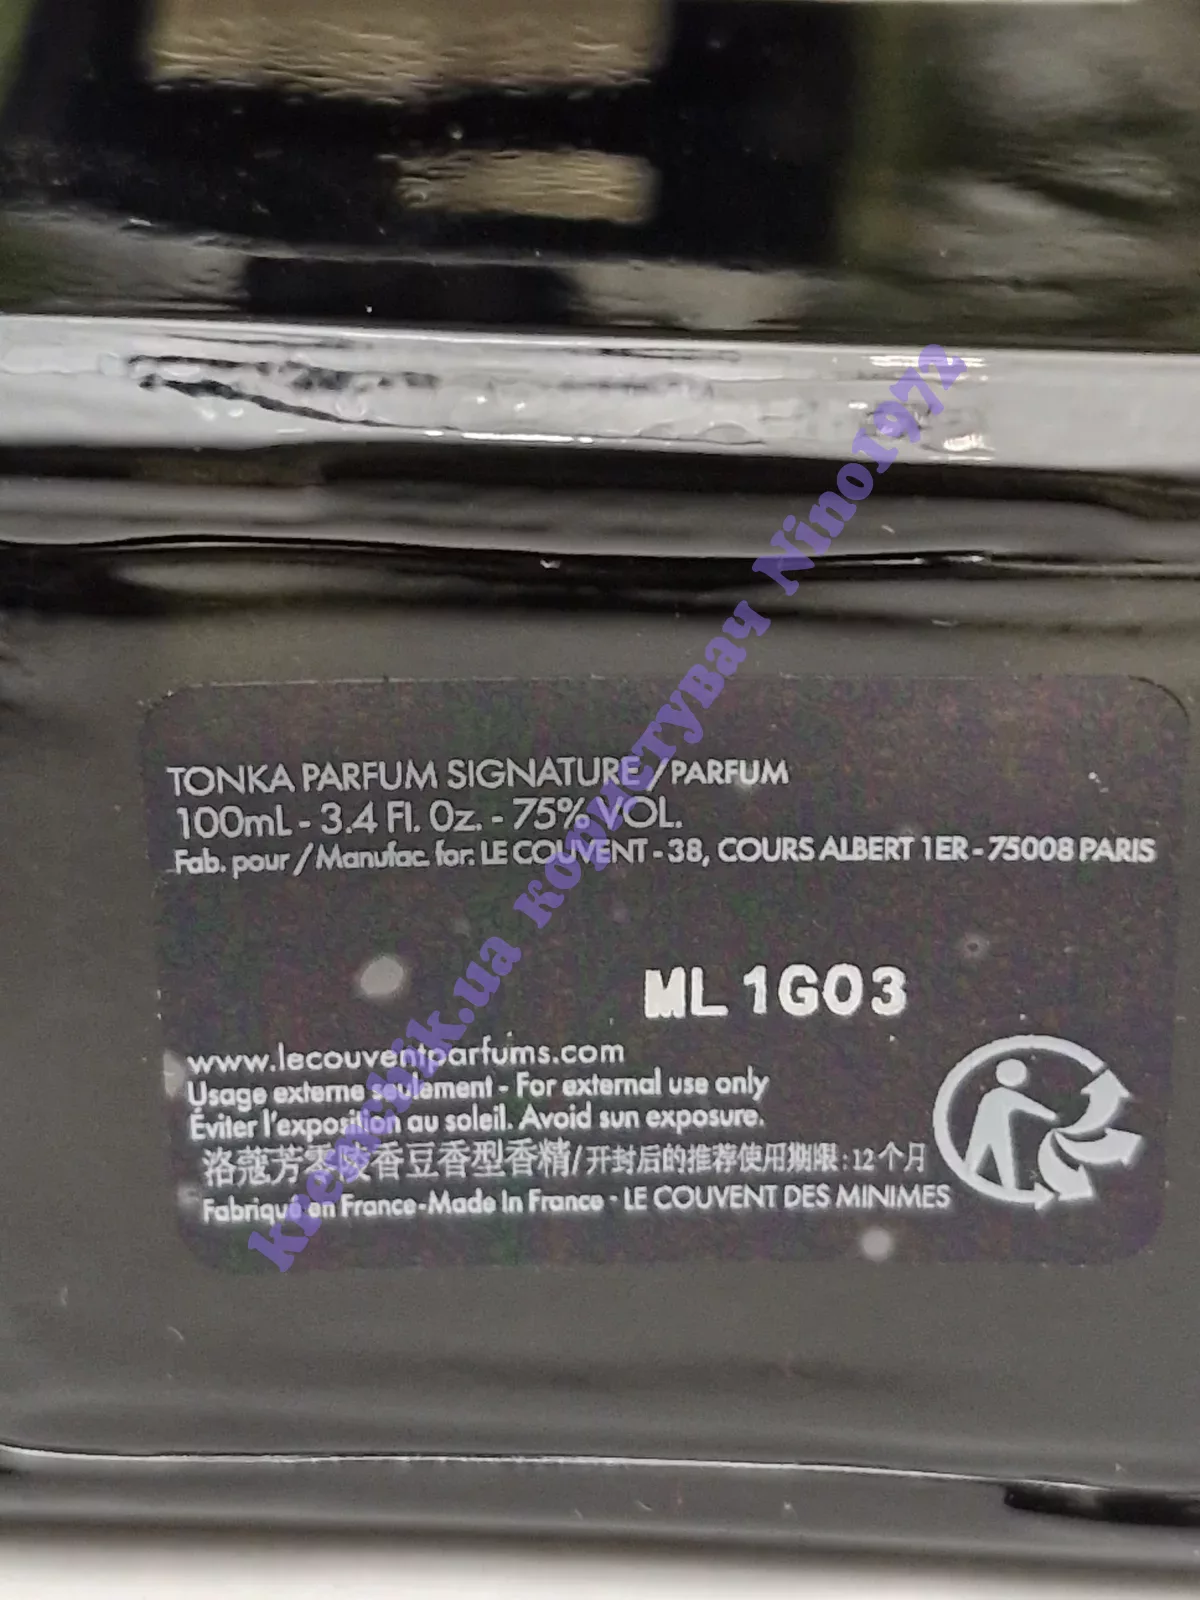 TONKA PARFUM SIGNATURE / PARFUM
100mL - 3.4 Fl. Oz. - 75% VOL.
Fab. pour / Manufac. for: LE COUVENT - 38, COURS ALBERT 1ER - 75008 PARIS
ML 1G03
www.lecouventparfums.com
Usage externe seulement - For external use only
Éviter l'exposition au soleil. Avoid sun exposure.
洛蔻芳零陵香豆香型香精/开封后的推荐使用期限:12个月
Fabriqué en France-Made In France - LE COUVENT DES MINIMES
kreschik.ua користувач Nino1972